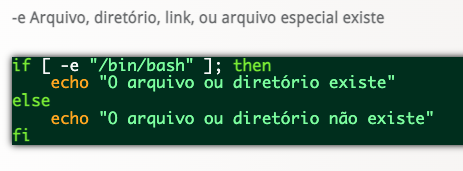 -e Arquivo, diretório, link, ou arquivo especial existe
if [ -e "/bin/bash" ]; then
    echo "O arquivo ou diretório existe"
else
    echo "O arquivo ou diretório não existe"
fi